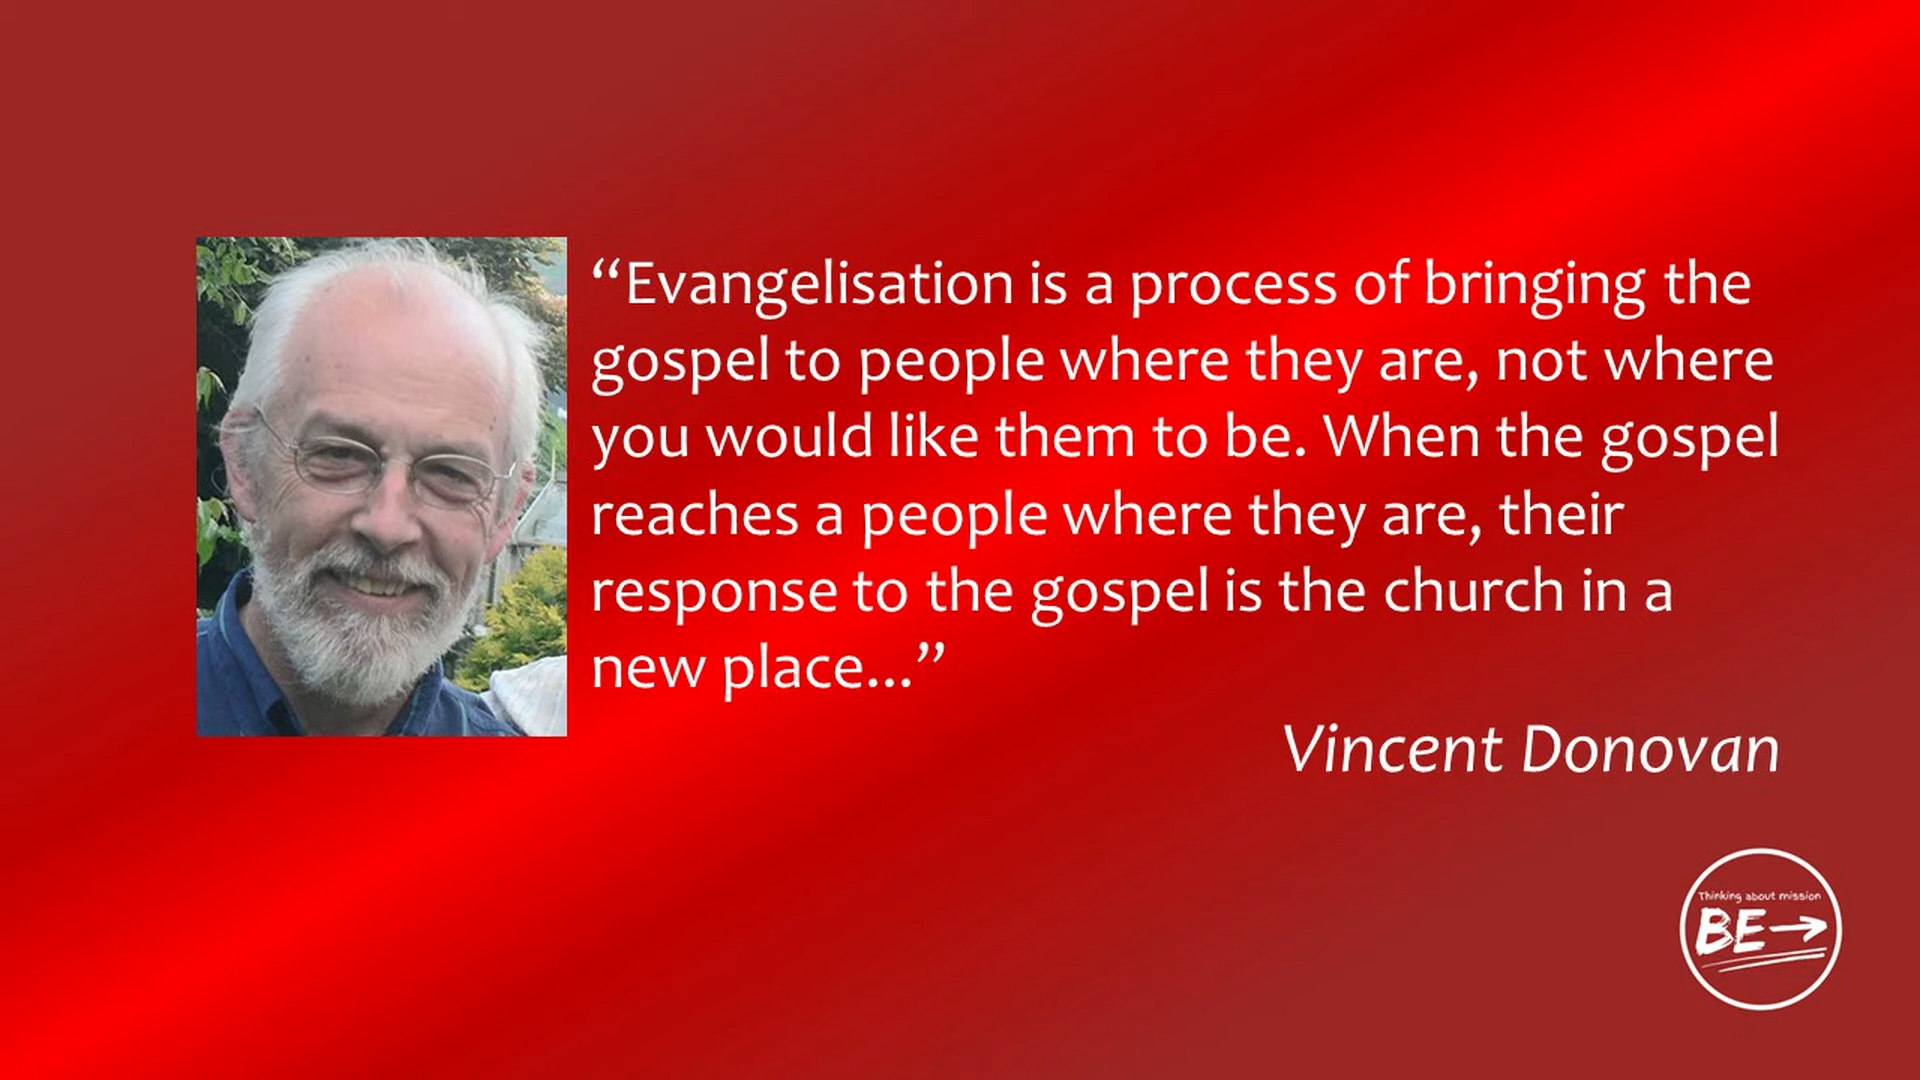 “Evangelisation is a process of bringing the
gospel to people where they are, not where
you would like them to be. When the gospel
reaches a people where they are, their
response to the gospel is the church in a
new place...”
Vincent Donovan
Thinking about mission
BE→